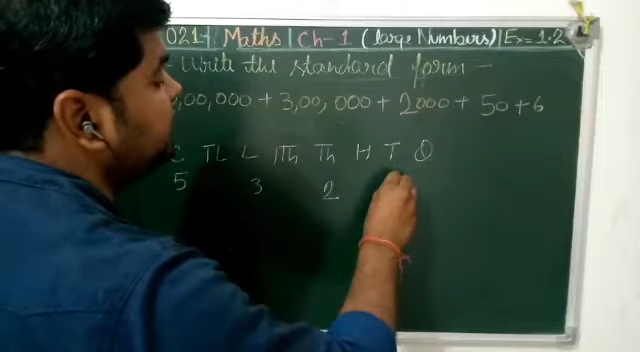 021 | Maths | Ch-1 (large Numbers) | Ex=1.2
Write the standard form —
0,00,000 + 3,00,000 + 2000 + 50 + 6
C TL L TTh Th H T O
5 3 2